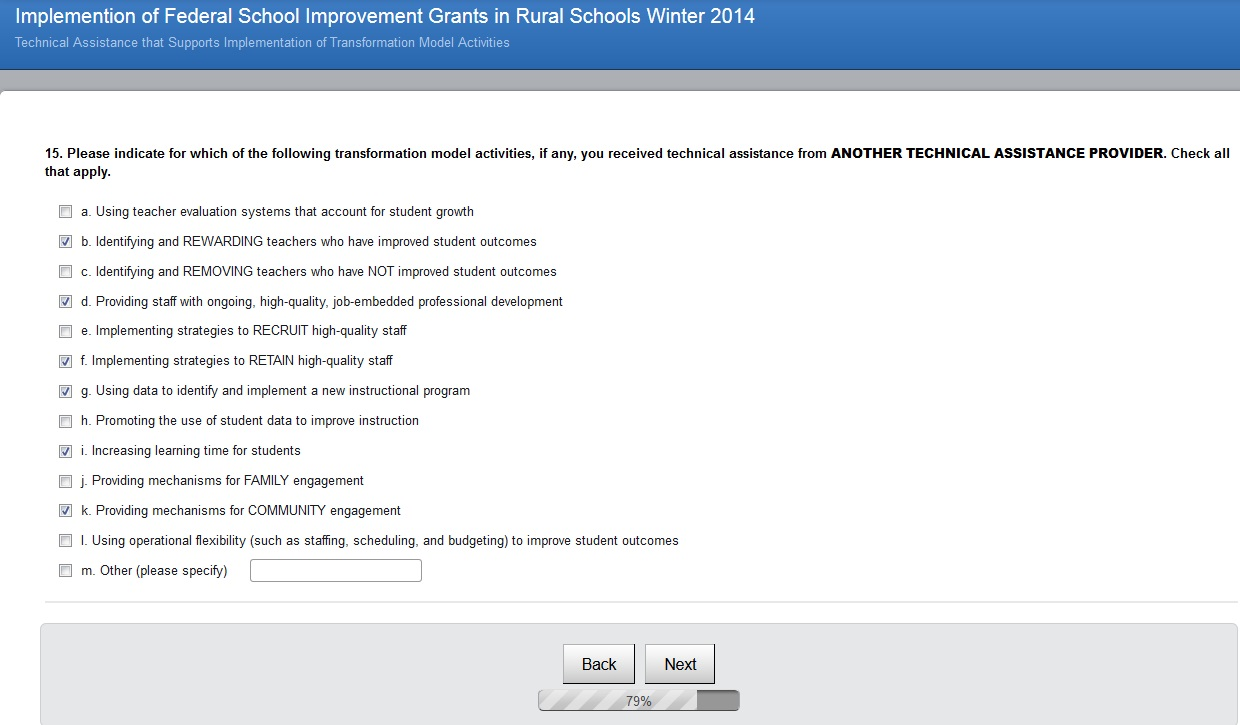 Implemention of Federal School Improvement Grants in Rural Schools Winter 2014
Technical Assistance that Supports Implementation of Transformation Model Activities
15. Please indicate for which of the following transformation model activities, if any, you received technical assistance from ANOTHER TECHNICAL ASSISTANCE PROVIDER. Check all
that apply.
a. Using teacher evaluation systems that account for student growth
b. Identifying and REWARDING teachers who have improved student outcomes
c. Identifying and REMOVING teachers who have NOT improved student outcomes
d. Providing staff with ongoing, high-quality, job-embedded professional development
e. Implementing strategies to RECRUIT high-quality staff
f. Implementing strategies to RETAIN high-quality staff
g. Using data to identify and implement a new instructional program
h. Promoting the use of student data to improve instruction
i. Increasing learning time for students
j. Providing mechanisms for FAMILY engagement
k. Providing mechanisms for COMMUNITY engagement
l. Using operational flexibility (such as staffing, scheduling, and budgeting) to improve student outcomes
m. Other (please specify)
Back Next
79%